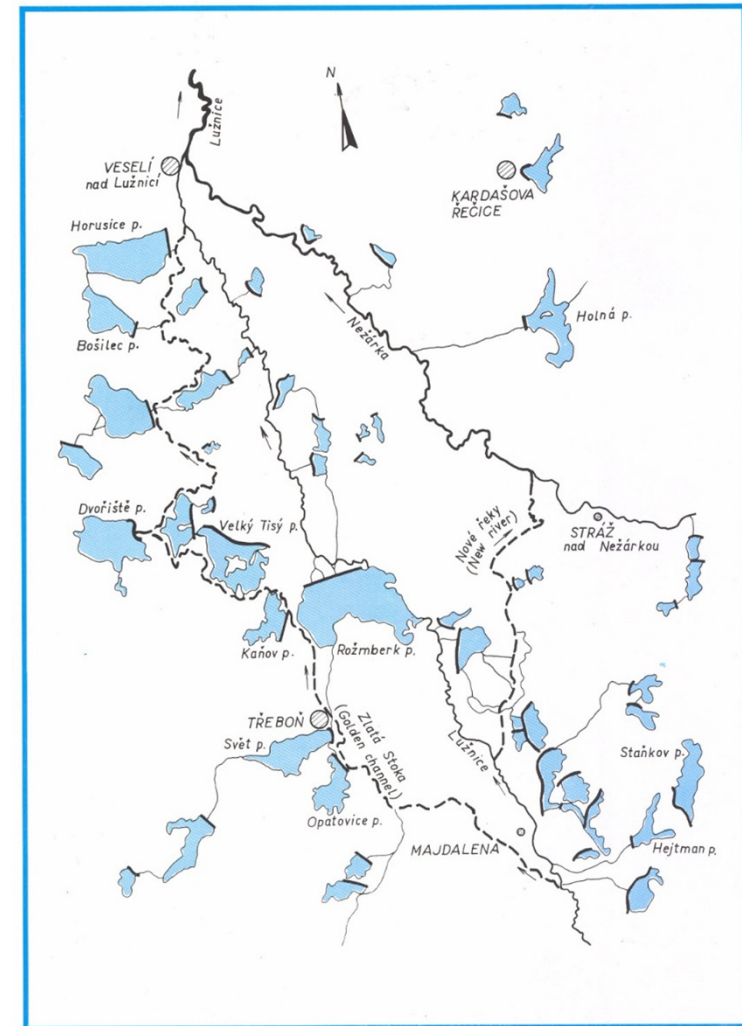 N
Lužnice
VESELÍ
nad Lužnicí
KARDAŠOVA
ŘEČICE
Horusice p.
Nežárka
Holná p.
Bošilec p.
Dvořiště p.
Velký Tisý p.
Nové řeky
(New river)
STRÁŽ
nad Nežárkou
Kaňov p.
Rožmberk p.
TŘEBOŇ
Zlatá Stoka
(Golden channel)
Svět p.
Lužnice
Staňkov p.
Opatovice p.
MAJDALENA
Hejtman p.